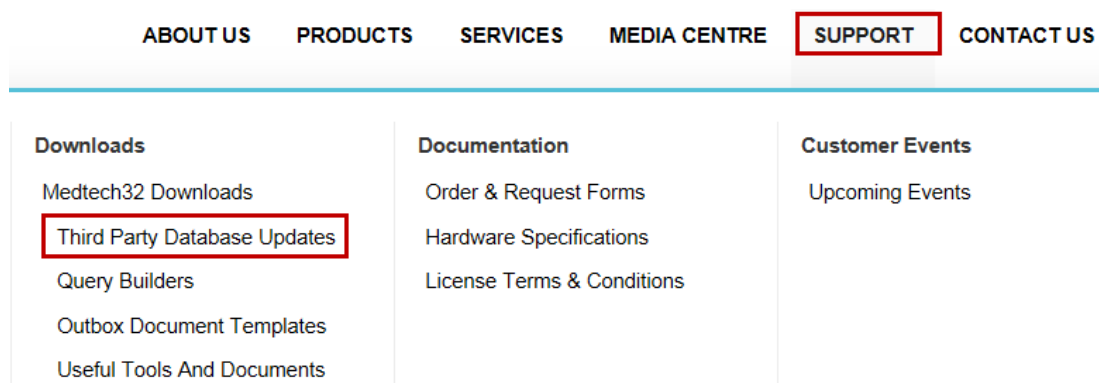 ABOUT US PRODUCTS SERVICES MEDIA CENTRE SUPPORT CONTACT US
Downloads
Medtech32 Downloads
Third Party Database Updates
Query Builders
Outbox Document Templates
Useful Tools And Documents
Documentation
Order & Request Forms
Hardware Specifications
License Terms & Conditions
Customer Events
Upcoming Events